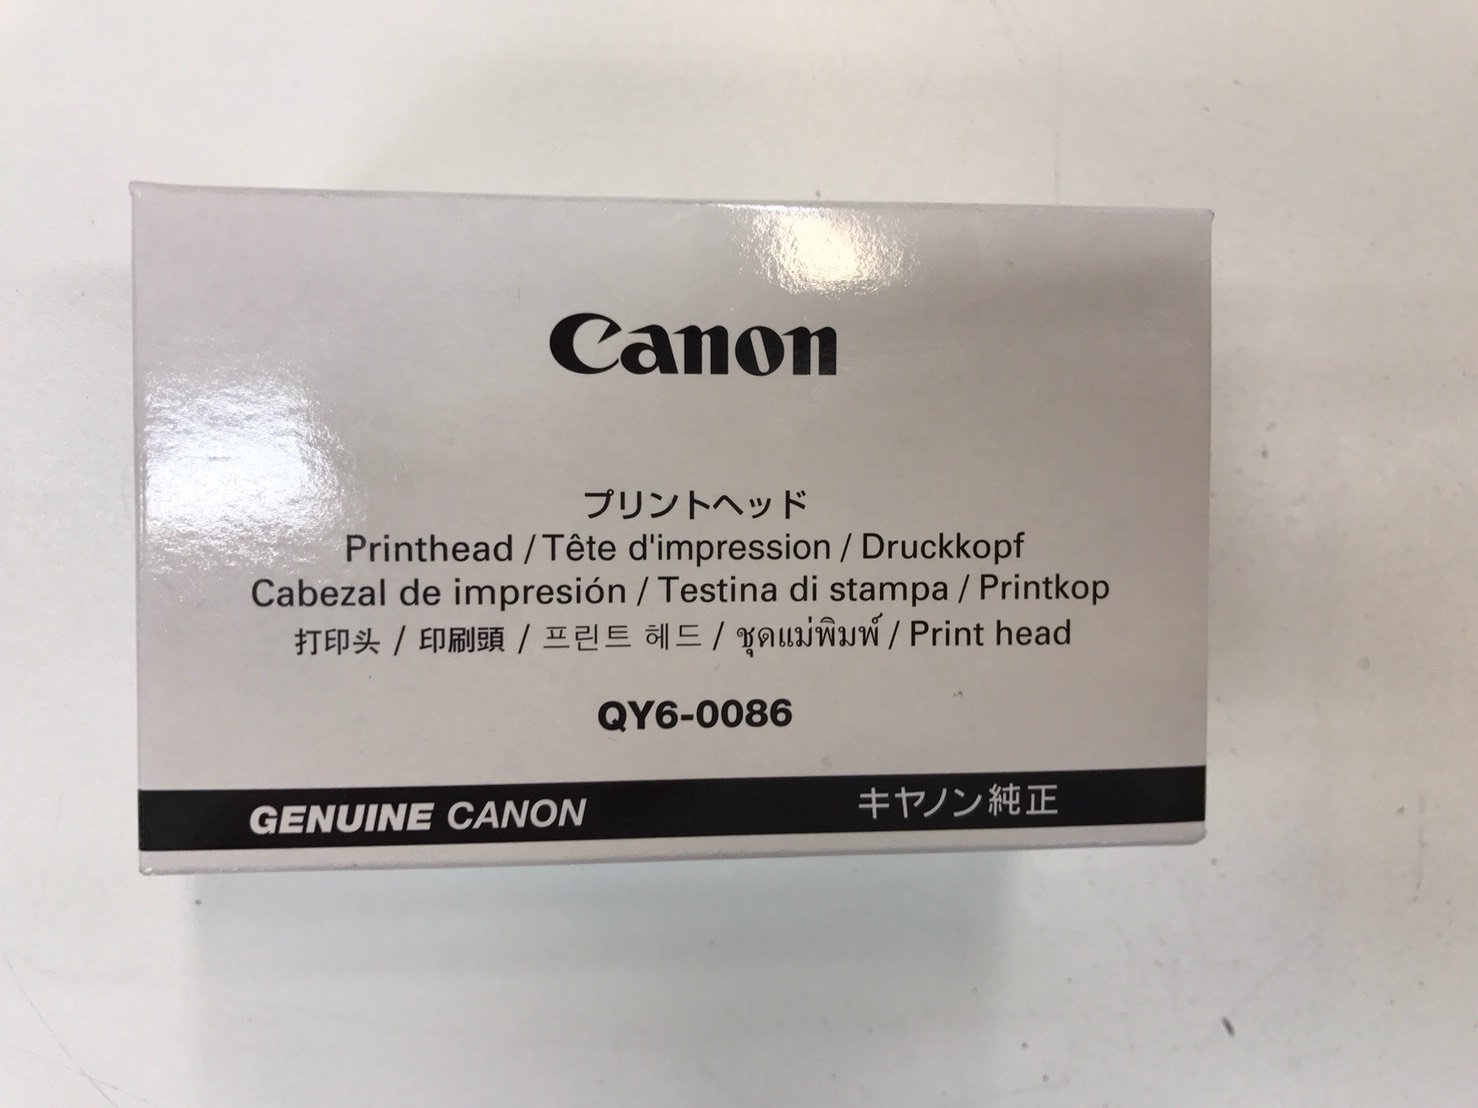 Canon
プリントヘッド
Printhead / Tête d'impression / Druckkopf
Cabezal de impresión / Testina di stampa / Printkop
打印头 / 印刷頭 / 프린트 헤드 / ชุดแม่พิมพ์ / Print head
QY6-0086
GENUINE CANON キヤノン純正